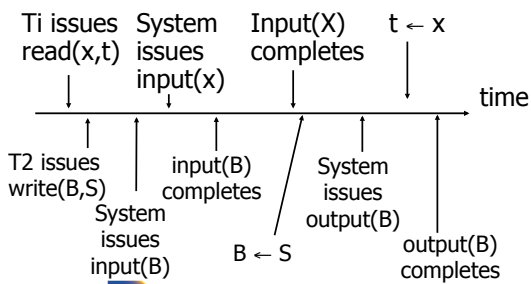 Ti issues
read(x,t)
System
issues
input(x)
Input(X)
completes
t ← x
time
T2 issues
write(B,S)
System
issues
input(B)
input(B)
completes
B ← S
System
issues
output(B)
output(B)
completes